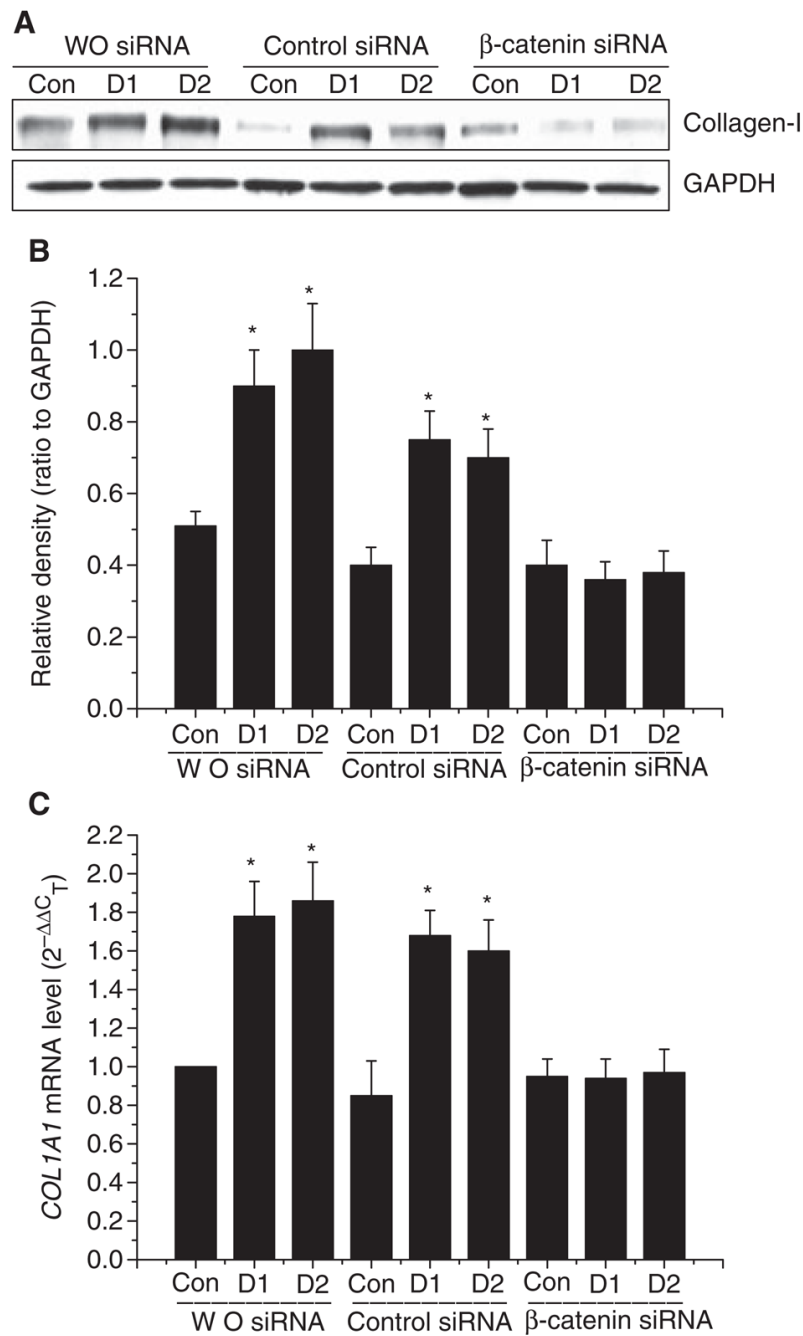 A
WO siRNA Control siRNA β-catenin siRNA
Con D1 D2 Con D1 D2 Con D1 D2
Collagen-I
GAPDH
B
Relative density (ratio to GAPDH)
1.2
1.0
0.8
0.6
0.4
0.2
0.0
* * * *
Con D1 D2 Con D1 D2 Con D1 D2
W O siRNA Control siRNA β-catenin siRNA
C
COL1A1 mRNA level (2−ΔΔCT)
2.2
2.0
1.8
1.6
1.4
1.2
1.0
0.8
0.6
0.4
0.2
0.0
* * * *
Con D1 D2 Con D1 D2 Con D1 D2
W O siRNA Control siRNA β-catenin siRNA